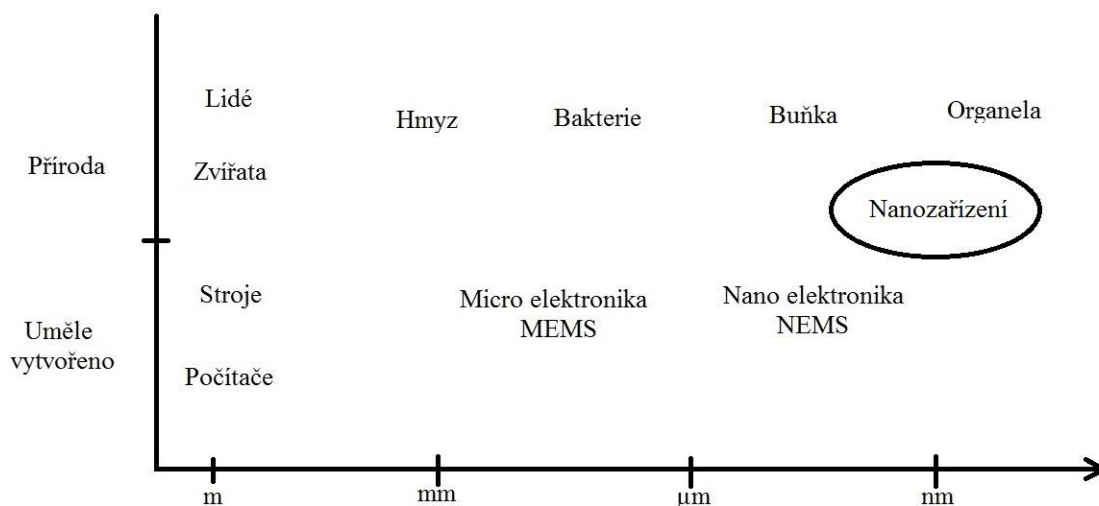 Lidé
Hmyz
Bakterie
Buňka
Organela
Příroda
Zvířata
Nanozařízení
Stroje
Micro elektronika
MEMS
Nano elektronika
NEMS
Uměle
vytvořeno
Počítače
m
mm
µm
nm